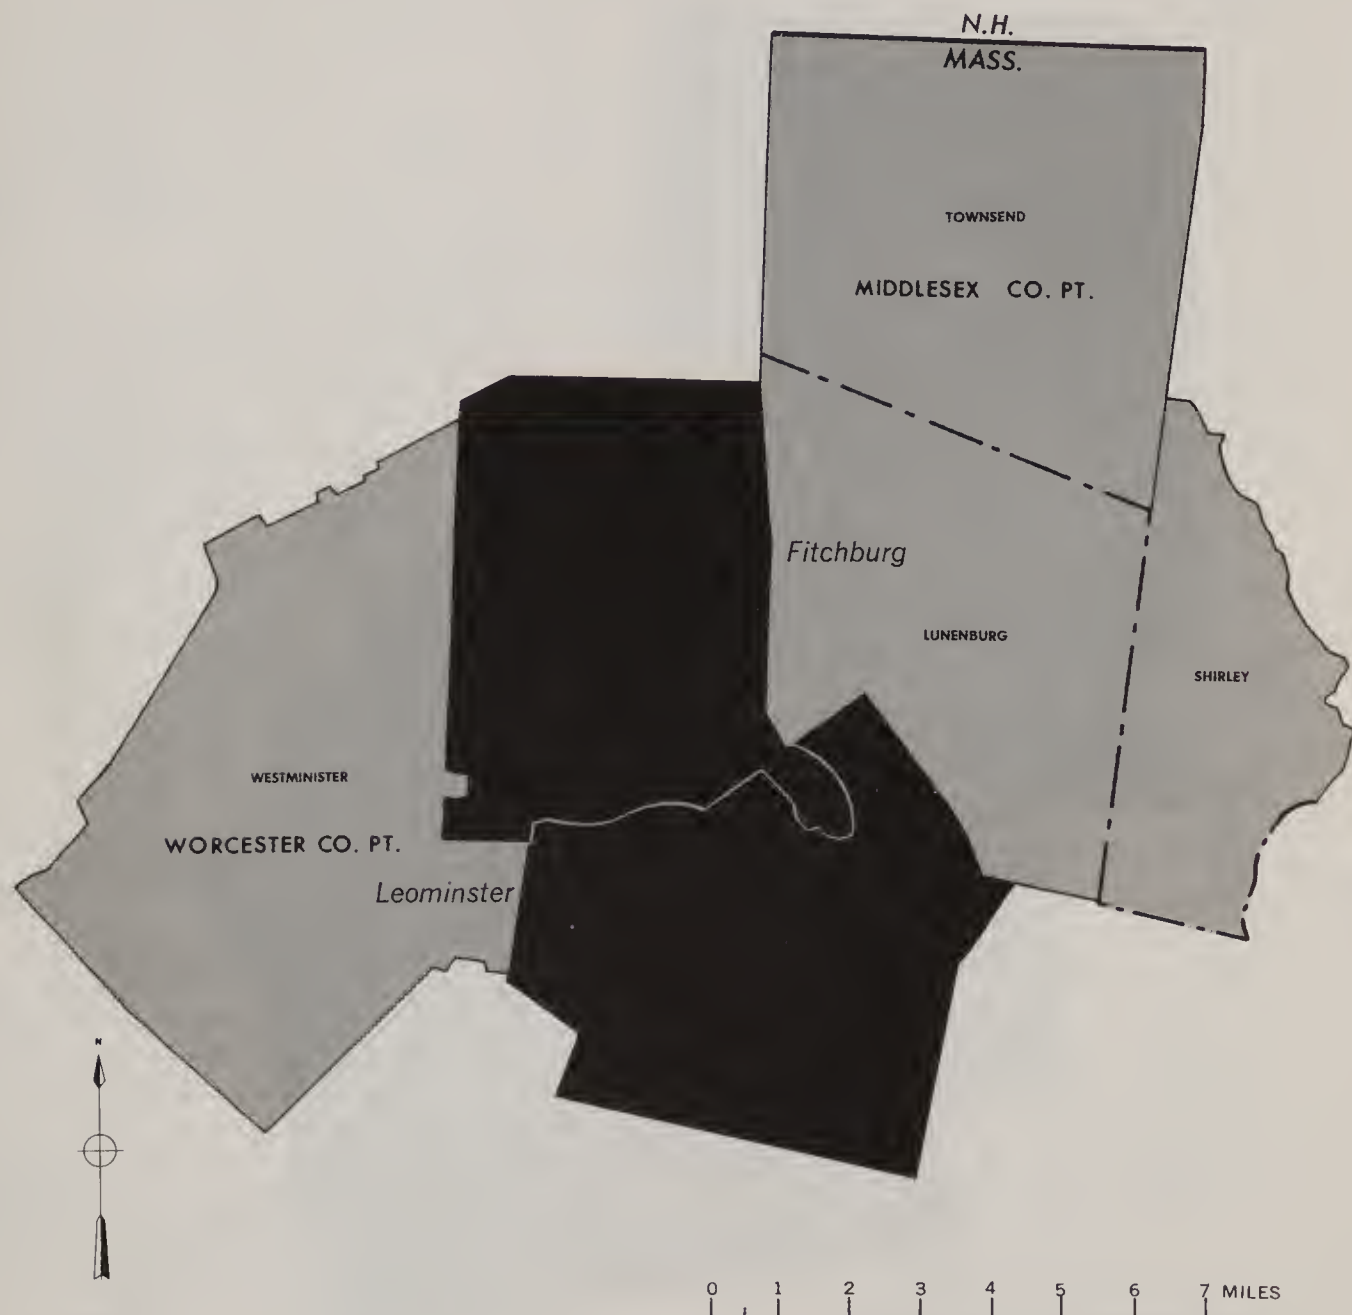 N.H.
MASS.
TOWNSEND
MIDDLESEX CO. PT.
Fitchburg
LUNENBURG
SHIRLEY
WESTMINISTER
WORCESTER CO. PT.
Leominster
N
0 1 2 3 4 5 6 7 MILES